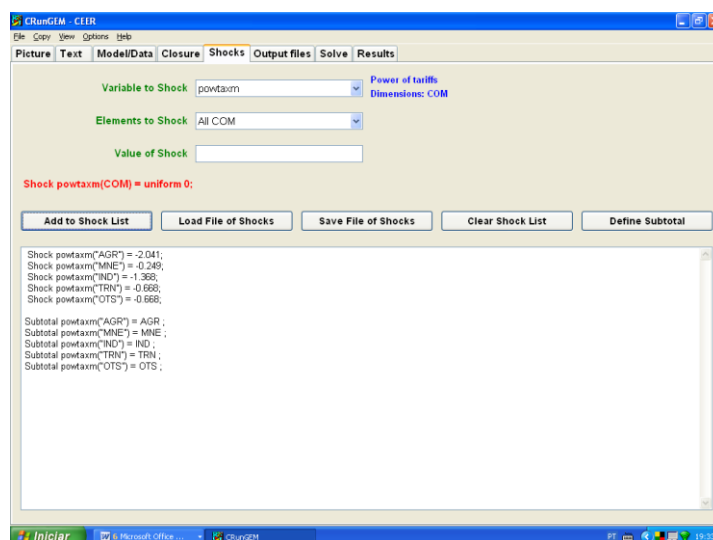 CRunGEM - CEER
File Copy View Options Help
Picture Text Model/Data Closure Shocks Output files Solve Results
Variable to Shock powtaxm
Power of tariffs
Dimensions: COM
Elements to Shock All COM
Value of Shock
Shock powtaxm(COM) = uniform 0;
Add to Shock List Load File of Shocks Save File of Shocks Clear Shock List Define Subtotal
Shock powtaxm("AGR") = -2.041;
Shock powtaxm("MNE") = -0.249;
Shock powtaxm("IND") = -1.368;
Shock powtaxm("TRN") = -0.668;
Shock powtaxm("OTS") = -0.668;
Subtotal powtaxm("AGR") = AGR ;
Subtotal powtaxm("MNE") = MNE ;
Subtotal powtaxm("IND") = IND ;
Subtotal powtaxm("TRN") = TRN ;
Subtotal powtaxm("OTS") = OTS ;
Iniciar 6 Microsoft Office ... CRunGEM PT